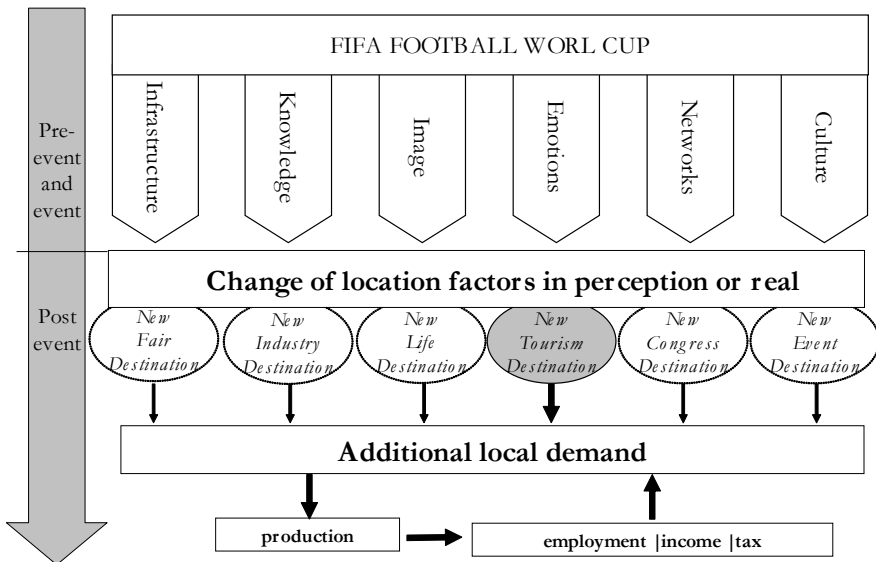 FIFA FOOTBALL WORL CUP
Infrastructure
Knowledge
Image
Emotions
Networks
Culture
Pre-
event
and
event
Change of location factors in perception or real
Post
event
New
Fair
Destination
New
Industry
Destination
New
Life
Destination
New
Tourism
Destination
New
Congress
Destination
New
Event
Destination
Additional local demand
production
employment |income |tax